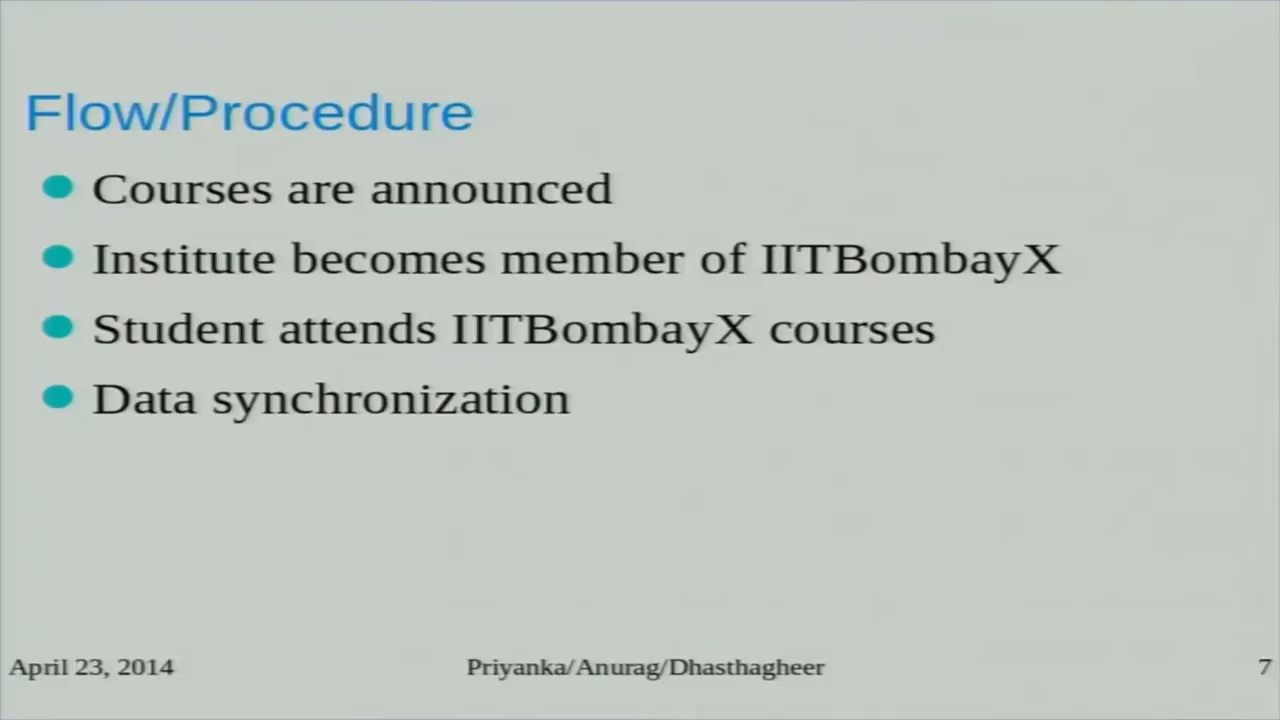 Flow/Procedure
Courses are announced
Institute becomes member of IITBombayX
Student attends IITBombayX courses
Data synchronization
April 23, 2014
Priyanka/Anurag/Dhasthagheer
7